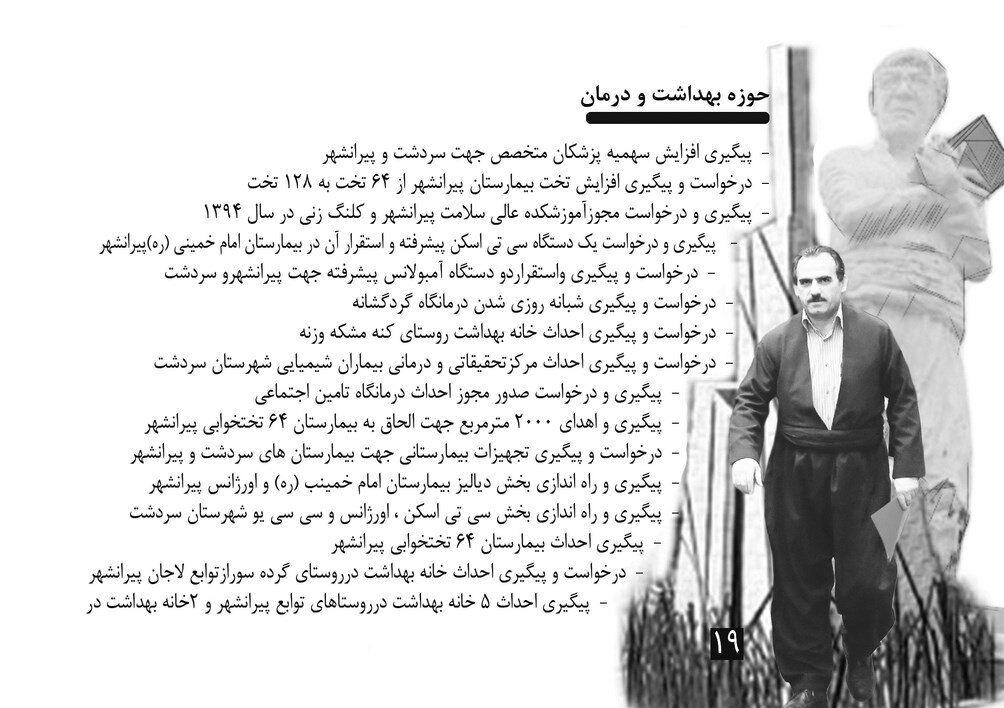 حوزه بهداشت و درمان
- پیگیری افزایش سهمیه پزشکان متخصص جهت سردشت و پیرانشهر
- درخواست و پیگیری افزایش تخت بیمارستان پیرانشهر از ۶۴ تخت به ۱۲۸ تخت
- پیگیری و درخواست مجوزآموزشکده عالی سلامت پیرانشهر و کلنگ زنی در سال ۱۳۹۴
- پیگیری و درخواست یک دستگاه سی تی اسکن پیشرفته و استقرار آن در بیمارستان امام خمینی (ره)پیرانشهر
- درخواست و پیگیری واستقراردو دستگاه آمبولانس پیشرفته جهت پیرانشهرو سردشت
- درخواست و پیگیری شبانه روزی شدن درمانگاه گردگشانه
- درخواست و پیگیری احداث خانه بهداشت روستای کنه مشکه وزنه
- درخواست و پیگیری احداث مرکزتحقیقاتی و درمانی بیماران شیمیایی شهرستان سردشت
- پیگیری و درخواست صدور مجوز احداث درمانگاه تامین اجتماعی
- پیگیری و اهدای ۲۰۰۰ مترمربع جهت الحاق به بیمارستان ۶۴ تختخوابی پیرانشهر
- درخواست و پیگیری تجهیزات بیمارستانی جهت بیمارستان های سردشت و پیرانشهر
- پیگیری و راه اندازی بخش دیالیز بیمارستان امام خمینب (ره) و اورژانس پیرانشهر
- پیگیری و راه اندازی بخش سی تی اسکن ، اورژانس و سی سی یو شهرستان سردشت
- پیگیری احداث بیمارستان ۶۴ تختخوابی پیرانشهر
- درخواست و پیگیری احداث خانه بهداشت درروستای گرده سورازتوابع لاجان پیرانشهر
- پیگیری احداث ۵ خانه بهداشت درروستاهای توابع پیرانشهر و ۲خانه بهداشت در
۱۹